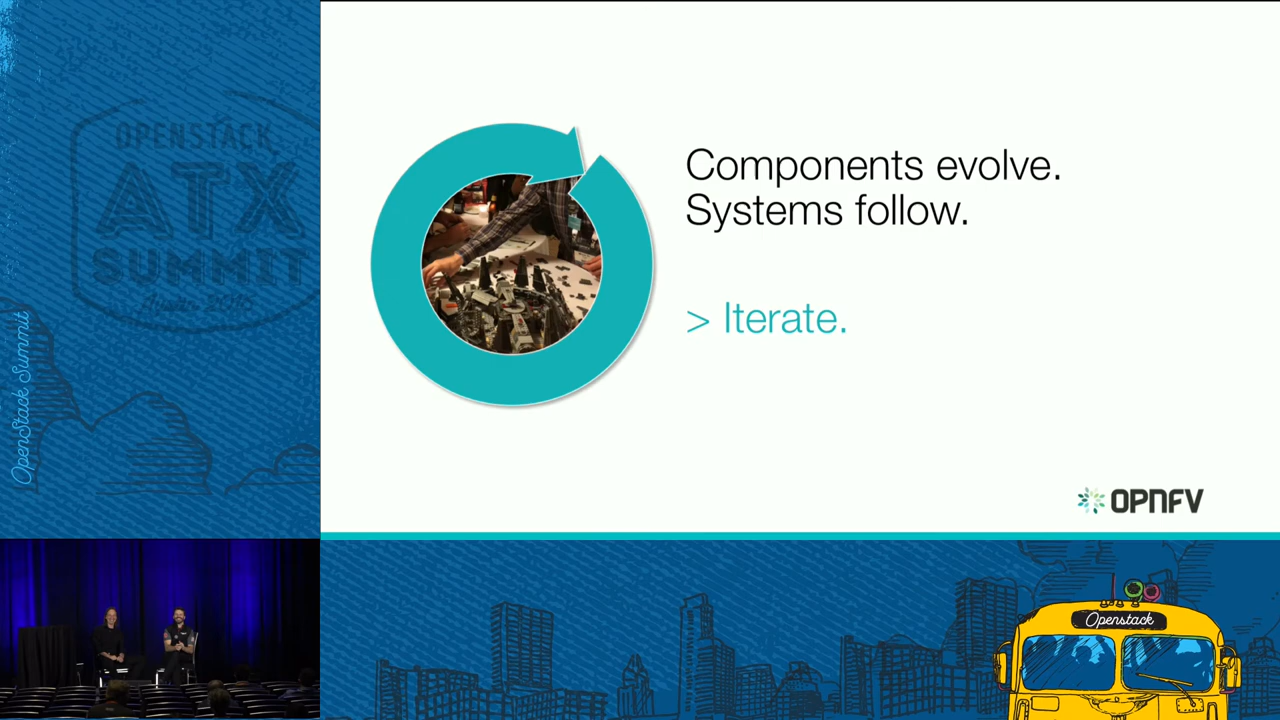 OPENSTACK
ATX
SUMMIT
OpenStack Summit
Components evolve.
Systems follow.
> Iterate.
OPNFV
Openstack